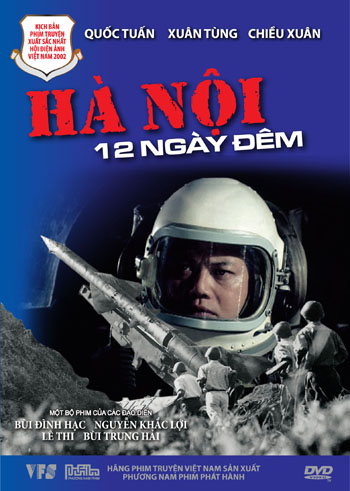 KỊCH BẢN
PHIM TRUYỆN
XUẤT SẮC NHẤT
HỘI ĐIỆN ẢNH
VIỆT NAM 2002
QUỐC TUẤN XUÂN TÙNG CHIỀU XUÂN
HÀ NỘI
12 NGÀY ĐÊM
MỘT BỘ PHIM CỦA CÁC ĐẠO DIỄN
BÙI ĐÌNH HẠC NGUYỄN KHẮC LỢI
LÊ THI BÙI TRUNG HẢI
VFS
HÃNG PHIM TRUYỆN VIỆT NAM SẢN XUẤT
PHƯƠNG NAM PHIM PHÁT HÀNH
DVD